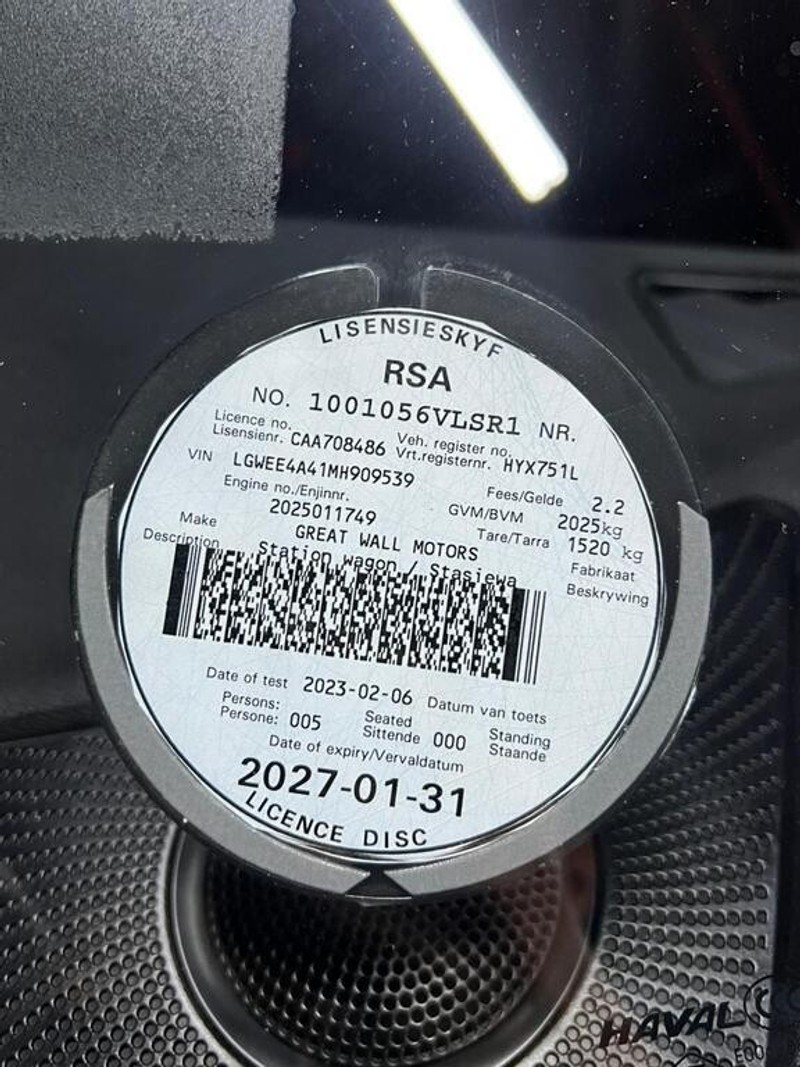 LISENSIESKYF
RSA
NO. 1001056VLSR1 NR.
Licence no. Lisensienr. CAA708486 Veh. register no. Vrt.registernr. HYX751L
VIN LGWEE4A41MH909539 Fees/Gelde 2.2
Engine no./Enjinnr. 2025011749 GVM/BVM 2025kg
Tare/Tarra 1520 kg
Make GREAT WALL MOTORS Fabrikaat
Description Station wagon / Stasiewa Beskrywing
Date of test 2023-02-06 Datum van toets
Persons: Persone: 005 Seated Sittende 000 Standing Staande
Date of expiry/Vervaldatum
2027-01-31
LICENCE DISC
HAVAL